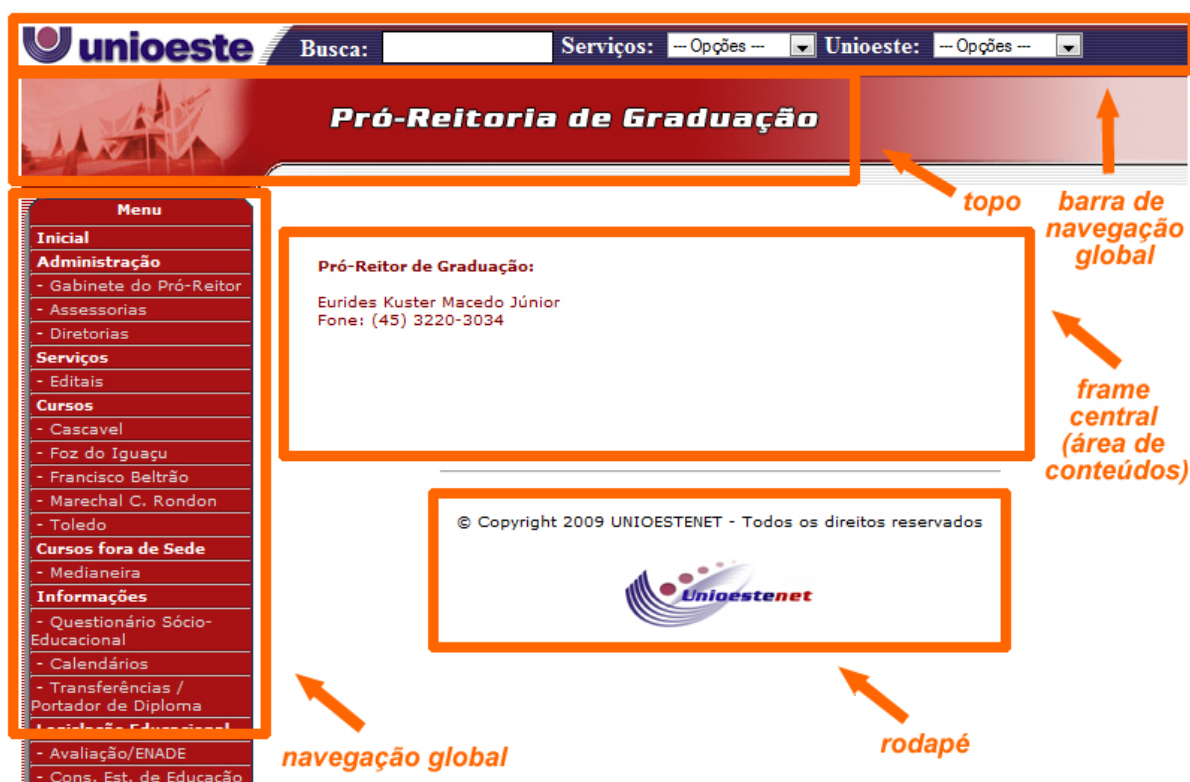 unioeste Busca: Serviços: --- Opções --- Unioeste: --- Opções ---
Pró-Reitoria de Graduação
topo
barra de
navegação
global
Menu
Inicial
Administração
- Gabinete do Pró-Reitor
- Assessorias
- Diretorias
Serviços
- Editais
Cursos
- Cascavel
- Foz do Iguaçu
- Francisco Beltrão
- Marechal C. Rondon
- Toledo
Cursos fora de Sede
- Medianeira
Informações
- Questionário Sócio-
Educacional
- Calendários
- Transferências /
Portador de Diploma
Legislação Educacional
- Avaliação/ENADE
- Cons. Est. de Educação
Pró-Reitor de Graduação:
Eurides Kuster Macedo Júnior
Fone: (45) 3220-3034
frame
central
(área de
conteúdos)
© Copyright 2009 UNIOESTENET - Todos os direitos reservados
Unioestenet
navegação global
rodapé